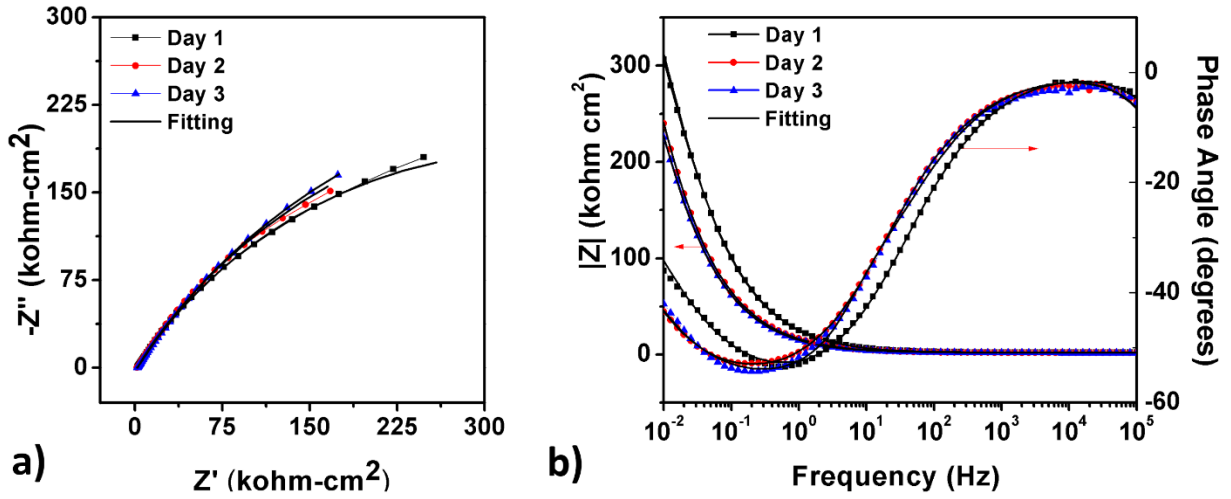 -300
-225
-150
-75
0
-Z'' (kohm-cm²)
Day 1
Day 2
Day 3
Fitting
0 75 150 225 300
Z' (kohm-cm²)
a)
300
200
100
0
|Z| (kohm cm²)
Day 1
Day 2
Day 3
Fitting
0
-20
-40
-60
Phase Angle (degrees)
10⁻² 10⁻¹ 10⁰ 10¹ 10² 10³ 10⁴ 10⁵
Frequency (Hz)
b)